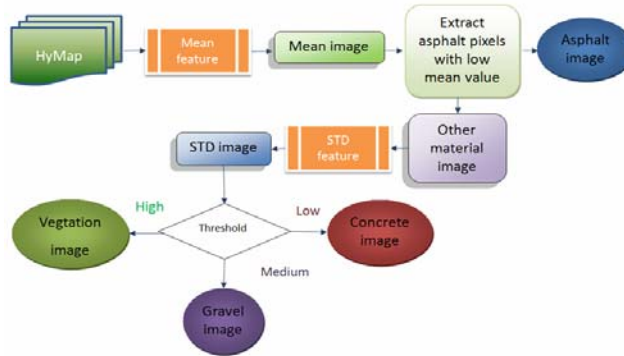 HyMap
Mean
feature
Mean image
Extract
asphalt pixels
with low
mean value
Asphalt
image
STD image
STD
feature
Other
material
image
High
Low
Vegtation
image
Threshold
Concrete
image
Medium
Gravel
image